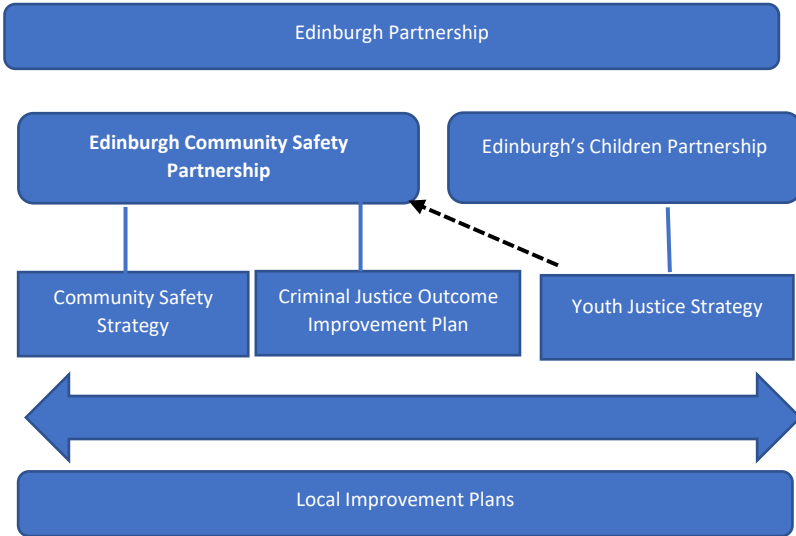 Edinburgh Partnership
Edinburgh Community Safety
Partnership
Edinburgh’s Children Partnership
Community Safety
Strategy
Criminal Justice Outcome
Improvement Plan
Youth Justice Strategy
Local Improvement Plans